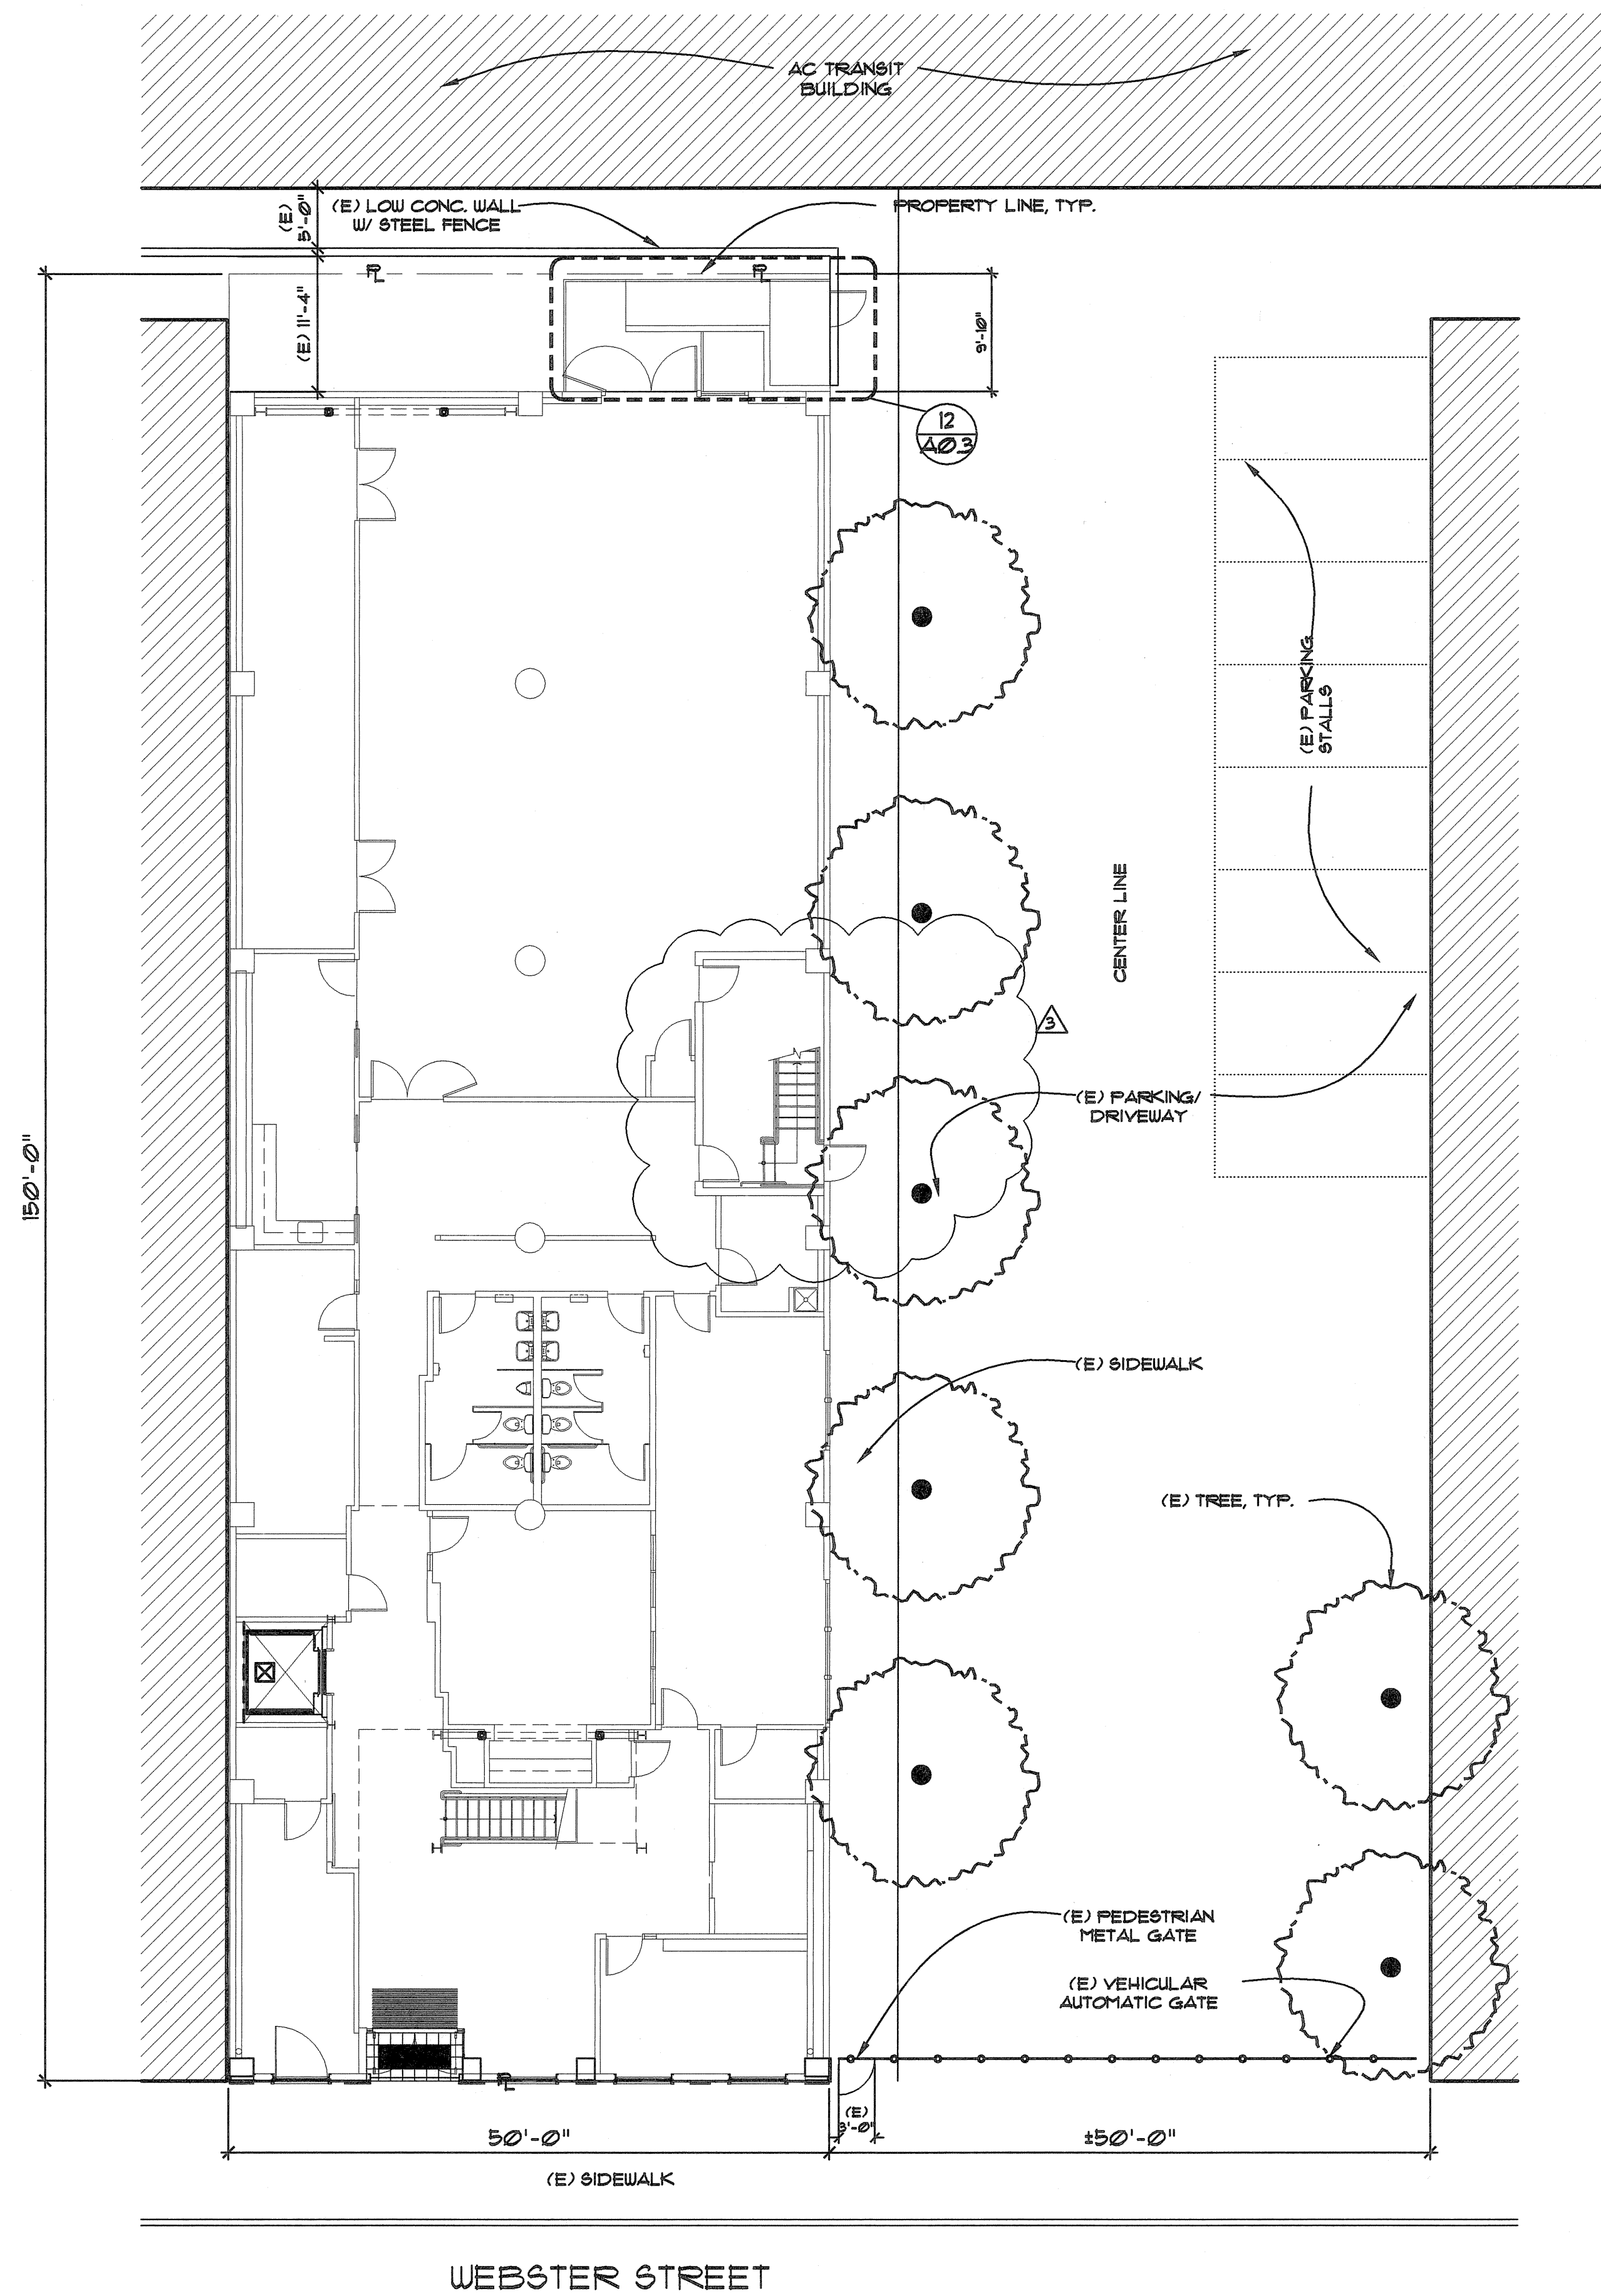 AC TRANSIT
BUILDING
(E)
5'-0"
(E) LOW CONC. WALL
W/ STEEL FENCE
PROPERTY LINE, TYP.
PL
PL
(E) 11'-4"
9'-10"
12
A0.3
(E) PARKING
STALLS
CENTER LINE
3
(E) PARKING/
DRIVEWAY
150'-0"
(E) SIDEWALK
(E) TREE, TYP.
(E) PEDESTRIAN
METAL GATE
(E) VEHICULAR
AUTOMATIC GATE
PL
(E)
3'-0"
50'-0"
±50'-0"
(E) SIDEWALK
WEBSTER STREET